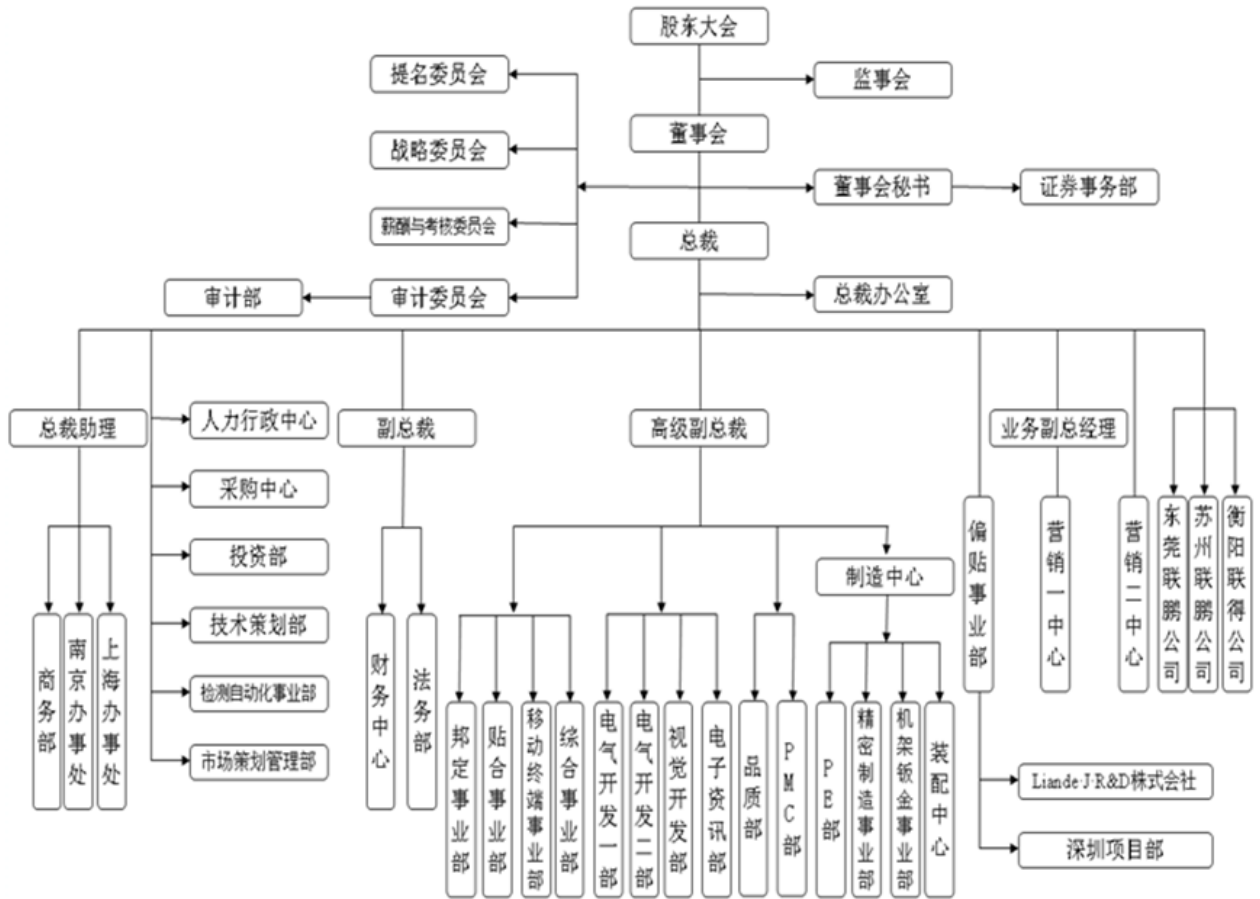 股东大会
提名委员会
监事会
董事会
战略委员会
董事会秘书
证券事务部
薪酬与考核委员会
总裁
审计部
审计委员会
总裁办公室
总裁助理
人力行政中心
副总裁
高级副总裁
业务副总经理
采购中心
投资部
技术策划部
检测自动化事业部
市场策划管理部
制造中心
商务部
南京办事处
上海办事处
财务中心
法务部
邦定事业部
贴合事业部
移动终端事业部
综合事业部
电气开发一部
电气开发二部
视觉开发部
电子资讯部
品质部
PMC部
PE部
精密制造事业部
机架钣金事业部
装配中心
偏贴事业部
营销一中心
营销二中心
东莞联鹏公司
苏州联鹏公司
衡阳联得公司
Liande·J·R&D株式会社
深圳项目部